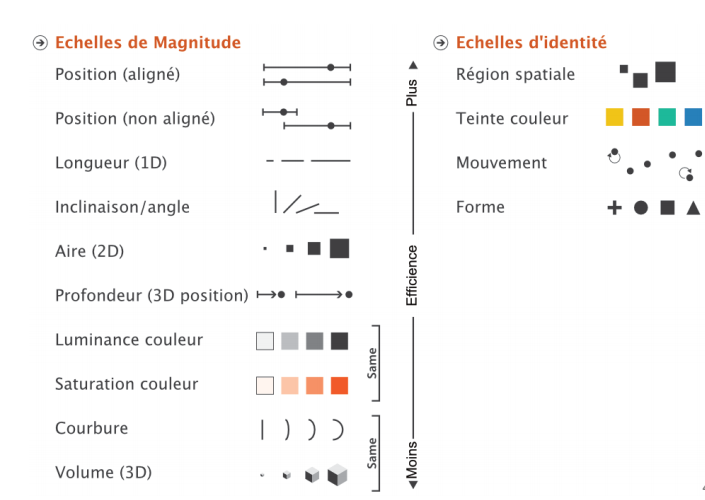 Echelles de Magnitude
Position (aligné)
Position (non aligné)
Longueur (1D)
Inclinaison/angle
Aire (2D)
Profondeur (3D position)
Luminance couleur
Saturation couleur
Courbure
Volume (3D)
Same
Same
Plus
Efficience
Moins
Echelles d'identité
Région spatiale
Teinte couleur
Mouvement
Forme